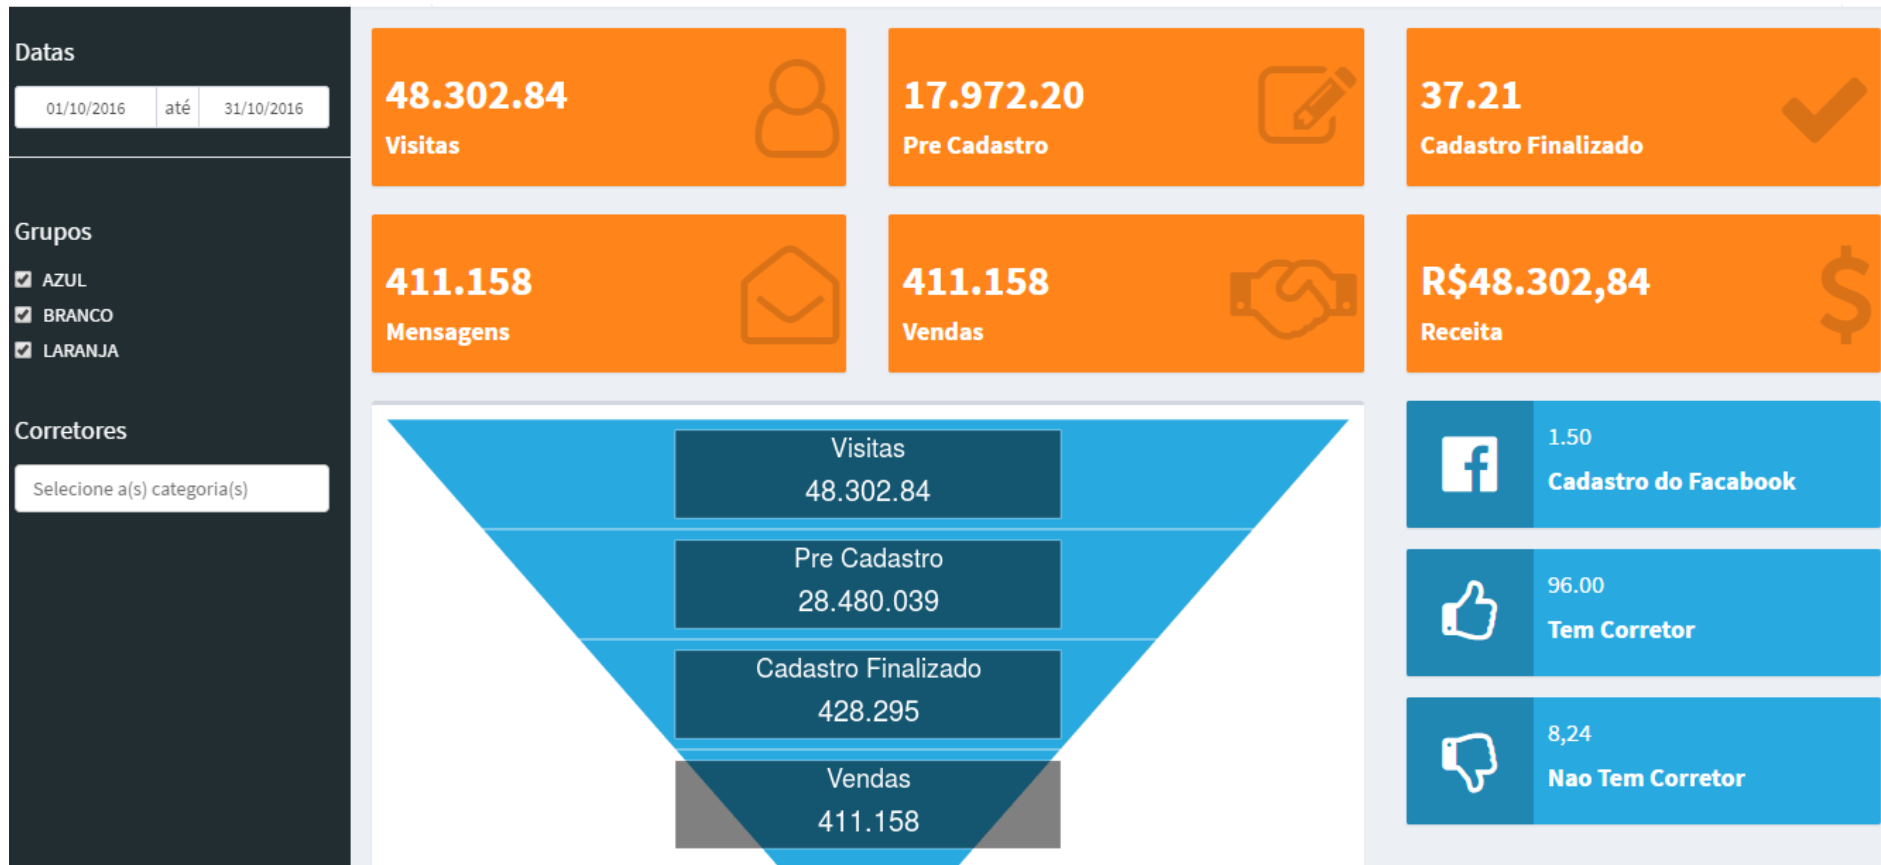 Datas
01/10/2016 até 31/10/2016
Grupos
AZUL
BRANCO
LARANJA
Corretores
Selecione a(s) categoria(s)
48.302.84
Visitas
17.972.20
Pre Cadastro
37.21
Cadastro Finalizado
411.158
Mensagens
411.158
Vendas
R$48.302,84
Receita
Visitas
48.302.84
Pre Cadastro
28.480.039
Cadastro Finalizado
428.295
Vendas
411.158
1.50
Cadastro do Facabook
96.00
Tem Corretor
8,24
Nao Tem Corretor